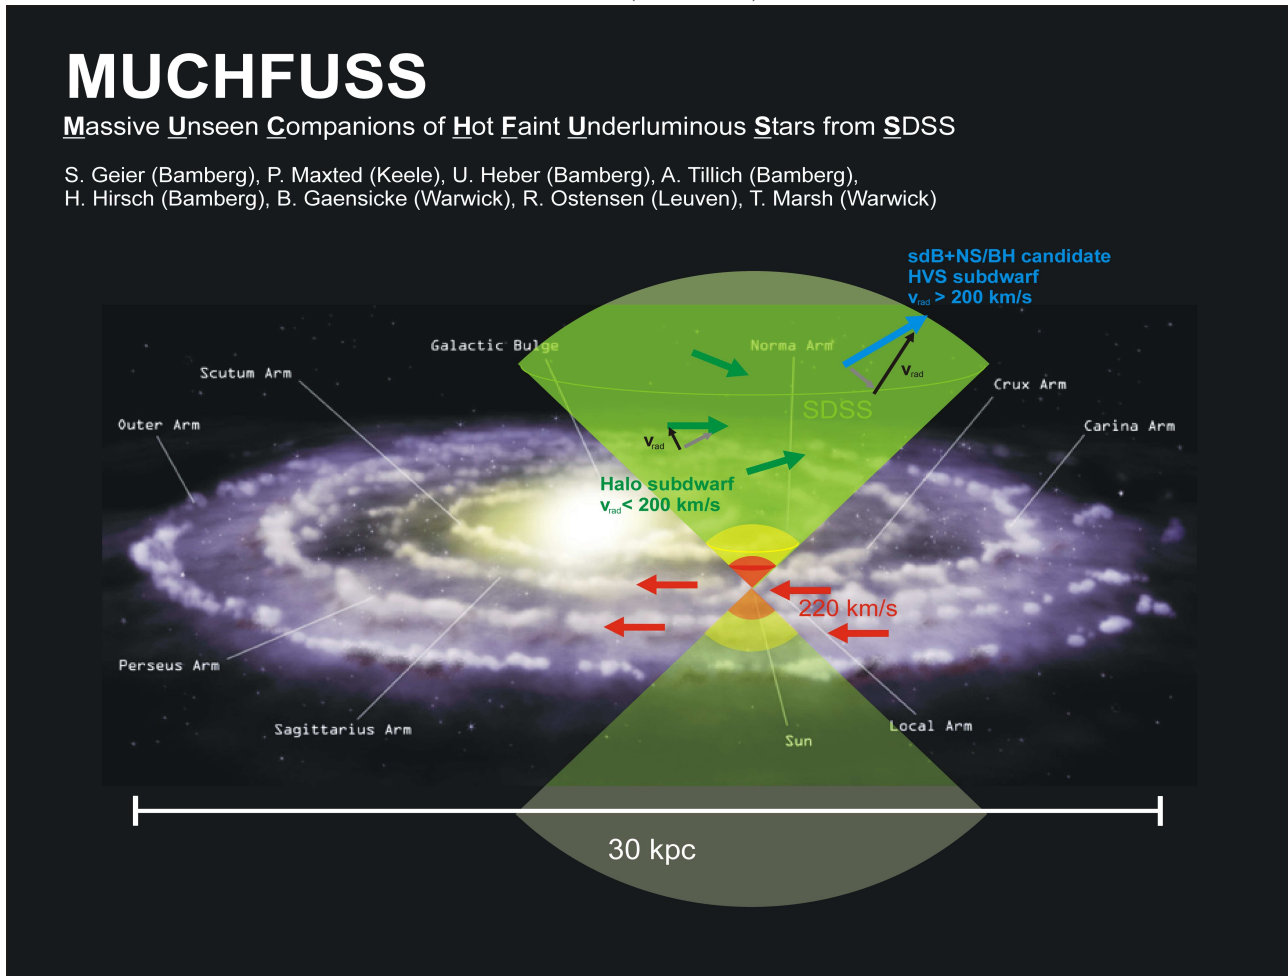 MUCHFUSS
Massive Unseen Companions of Hot Faint Underluminous Stars from SDSS
S. Geier (Bamberg), P. Maxted (Keele), U. Heber (Bamberg), A. Tillich (Bamberg),
H. Hirsch (Bamberg), B. Gaensicke (Warwick), R. Ostensen (Leuven), T. Marsh (Warwick)
sdB+NS/BH candidate
HVS subdwarf
vrad > 200 km/s
Galactic Bulge
Norma Arm
Scutum Arm
vrad
Crux Arm
SDSS
Outer Arm
Carina Arm
vrad
Halo subdwarf
vrad< 200 km/s
220 km/s
Perseus Arm
Sagittarius Arm
Local Arm
Sun
30 kpc